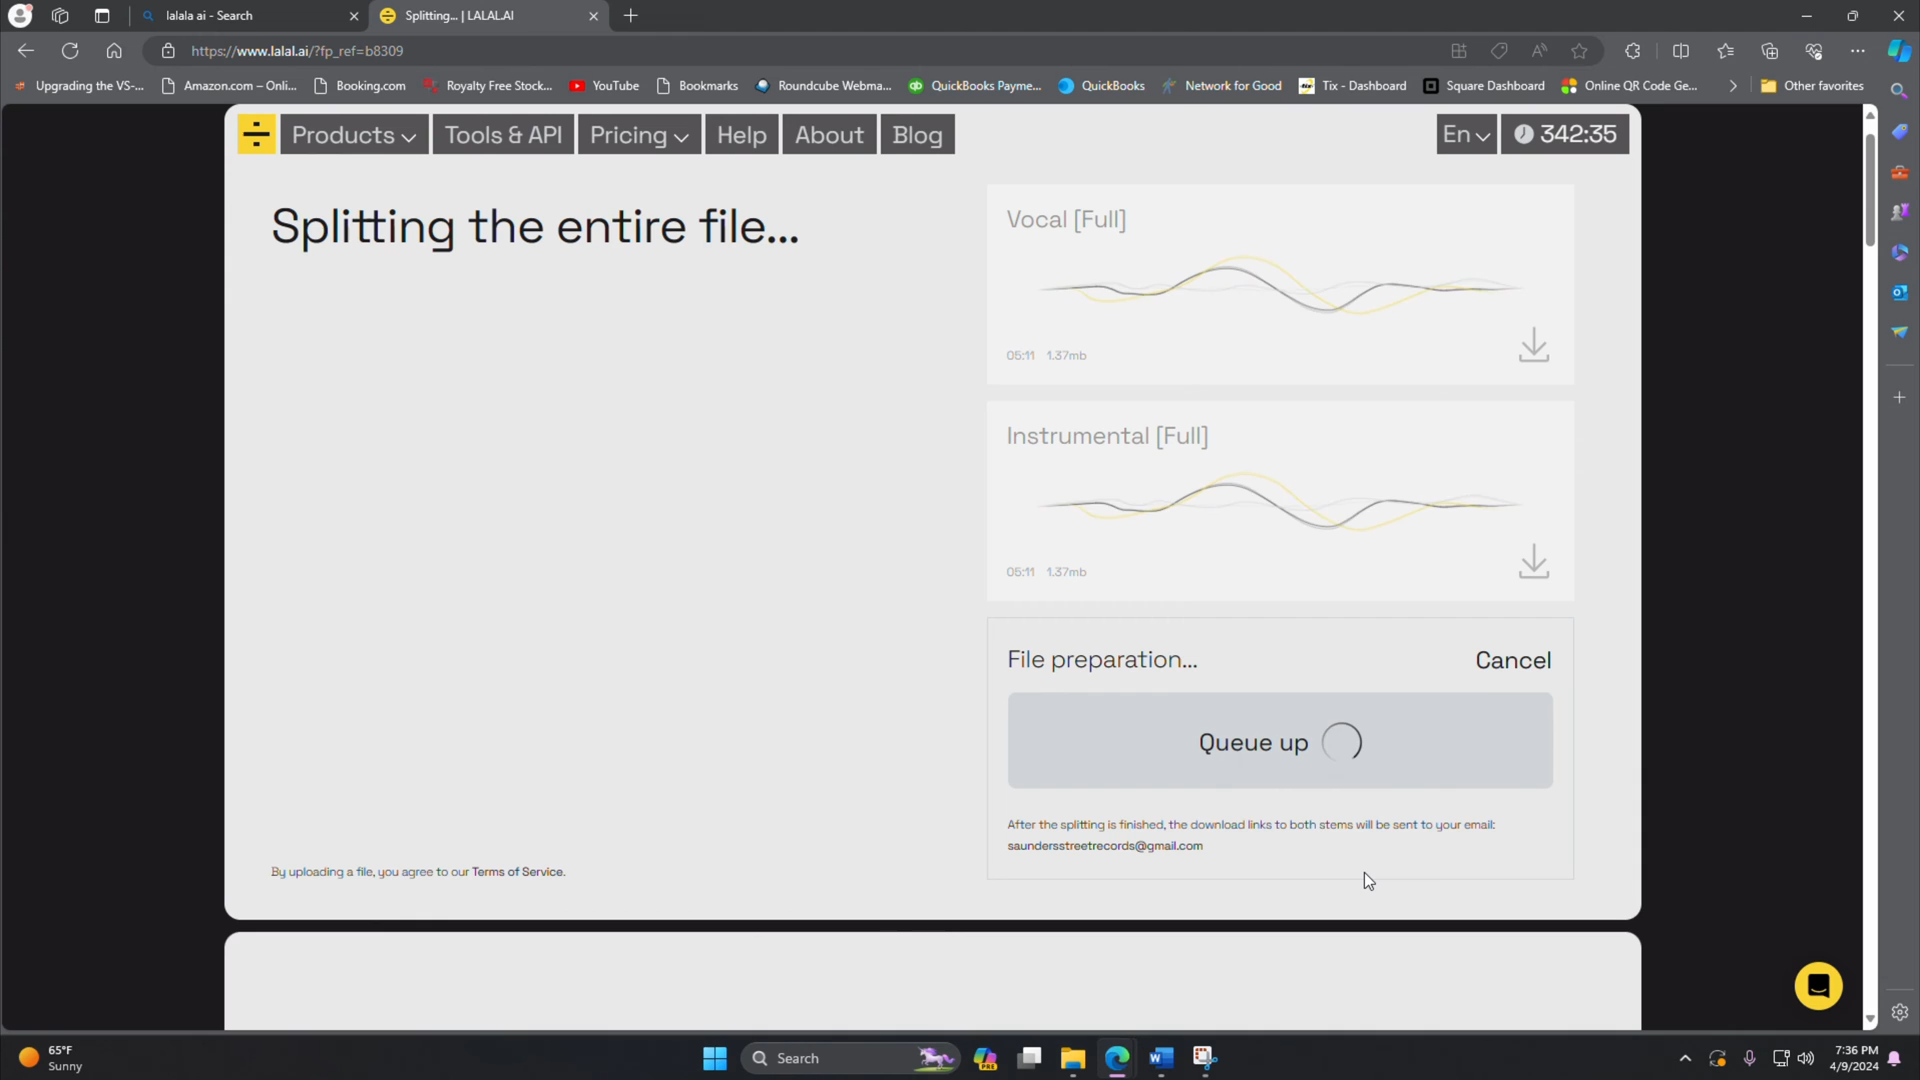 lalala ai - Search
Splitting... | LALAL.AI
https://www.lalal.ai/?fp_ref=b8309
Upgrading the VS-...
Amazon.com – Onli...
Booking.com
Royalty Free Stock...
YouTube
Bookmarks
Roundcube Webma...
QuickBooks Payme...
QuickBooks
Network for Good
Tix - Dashboard
Square Dashboard
Online QR Code Ge...
Other favorites
Products
Tools & API
Pricing
Help
About
Blog
En
342:35
Splitting the entire file...
Vocal [Full]
05:11 1.37mb
Instrumental [Full]
05:11 1.37mb
File preparation...
Cancel
Queue up
After the splitting is finished, the download links to both stems will be sent to your email:
saundersstreetrecords@gmail.com
By uploading a file, you agree to our Terms of Service.
65°F
Sunny
Search
PRE
7:36 PM
4/9/2024